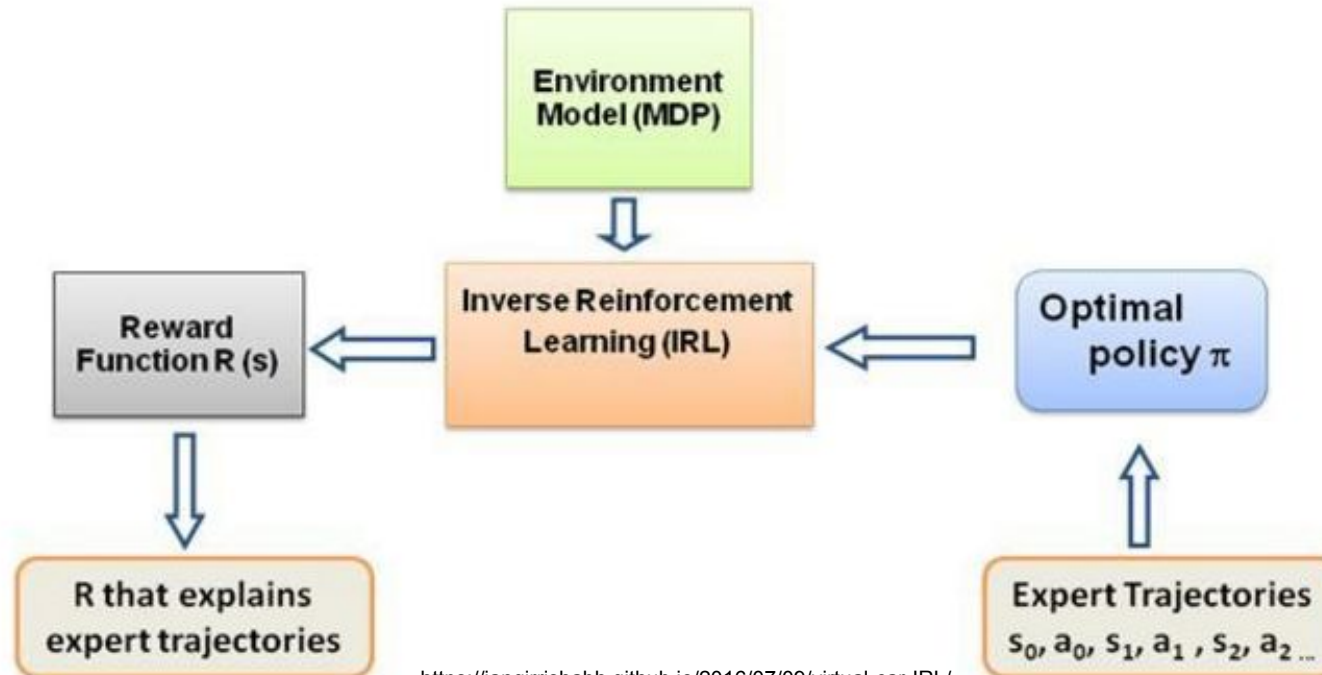 Environment
Model (MDP)
Inverse Reinforcement
Learning (IRL)
Reward
Function R (s)
Optimal
policy π
R that explains
expert trajectories
Expert Trajectories
s₀, a₀, s₁, a₁ , s₂, a₂ ...